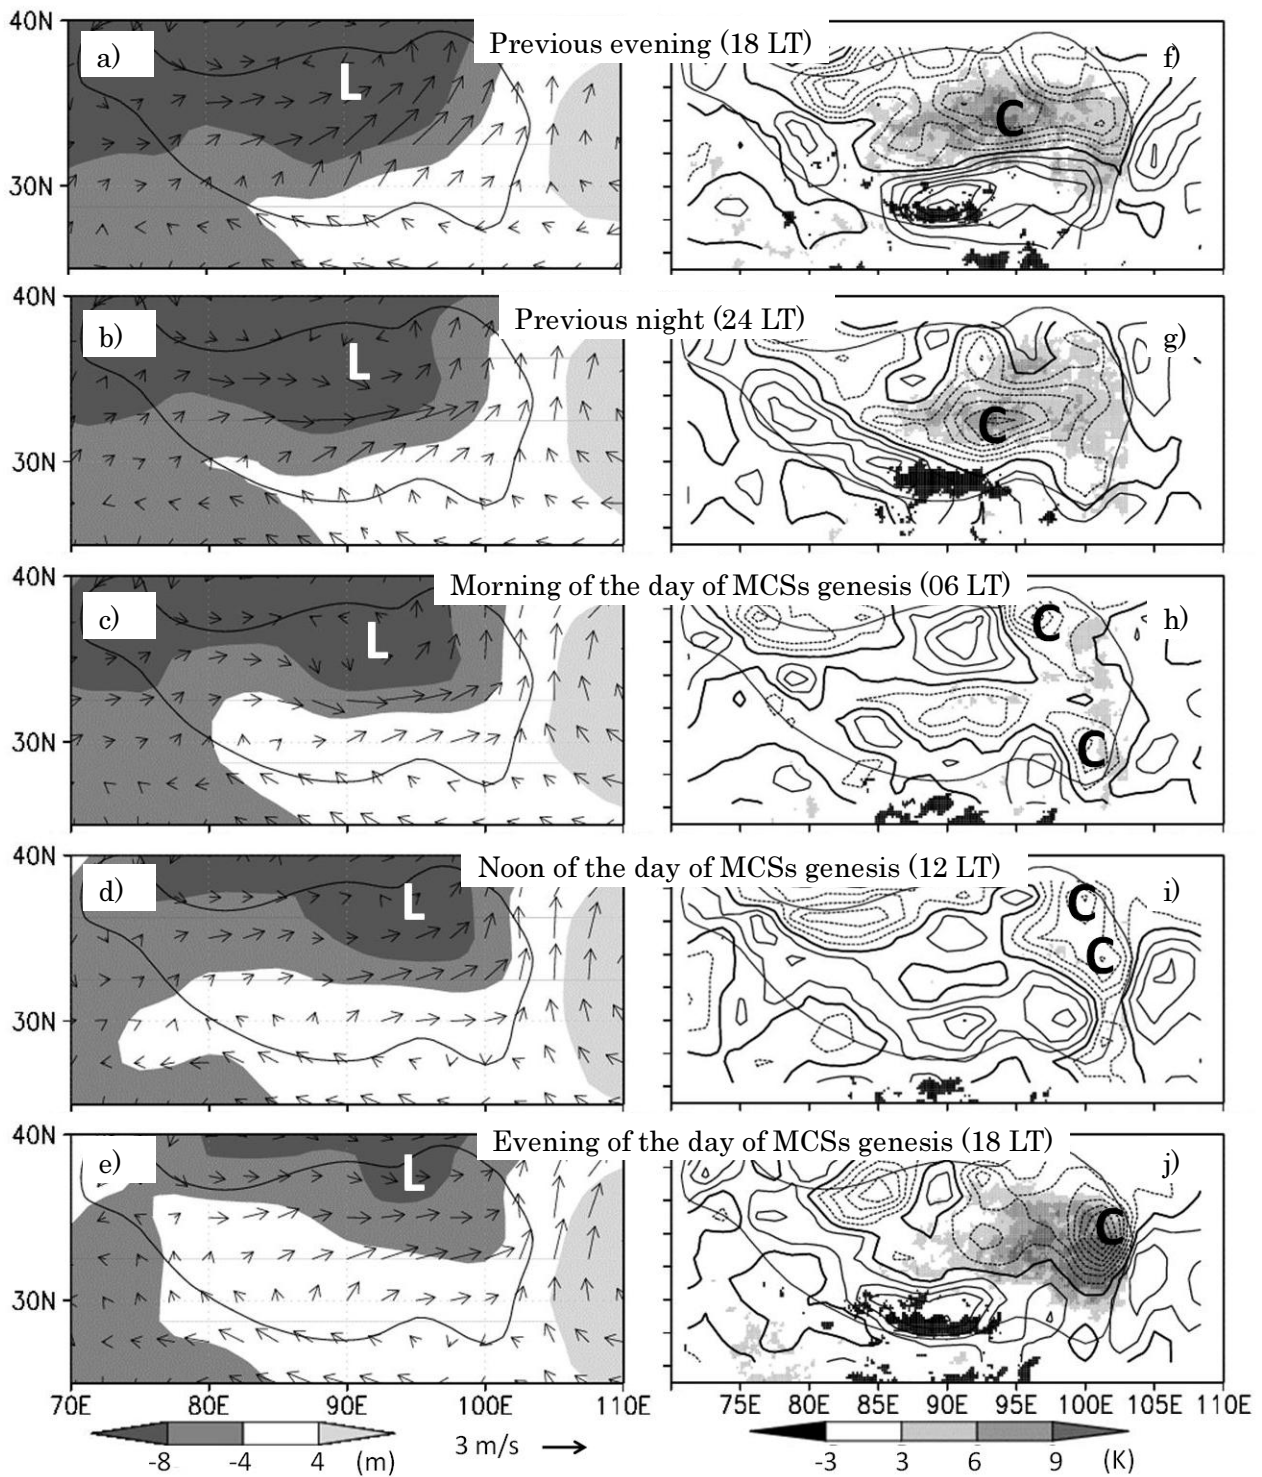 40N
Previous evening (18 LT)
a)
f)
L
C
30N
40N
Previous night (24 LT)
b)
g)
L
C
30N
40N
Morning of the day of MCSs genesis (06 LT)
c)
h)
L
C
30N
C
40N
Noon of the day of MCSs genesis (12 LT)
d)
i)
L
C
C
30N
40N
Evening of the day of MCSs genesis (18 LT)
e)
j)
L
C
30N
70E 80E 90E 100E 110E 75E 80E 85E 90E 95E 100E 105E 110E
-8 -4 4 (m) 3 m/s -3 3 6 9 (K)